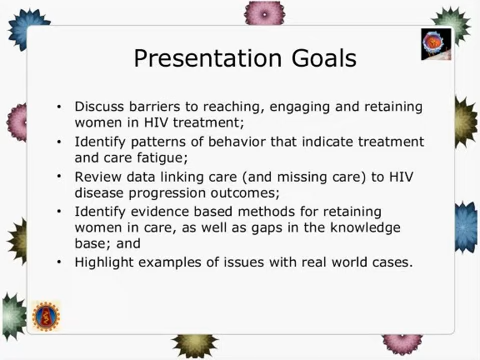 Presentation Goals
• Discuss barriers to reaching, engaging and retaining
women in HIV treatment;
• Identify patterns of behavior that indicate treatment
and care fatigue;
• Review data linking care (and missing care) to HIV
disease progression outcomes;
• Identify evidence based methods for retaining
women in care, as well as gaps in the knowledge
base; and
• Highlight examples of issues with real world cases.